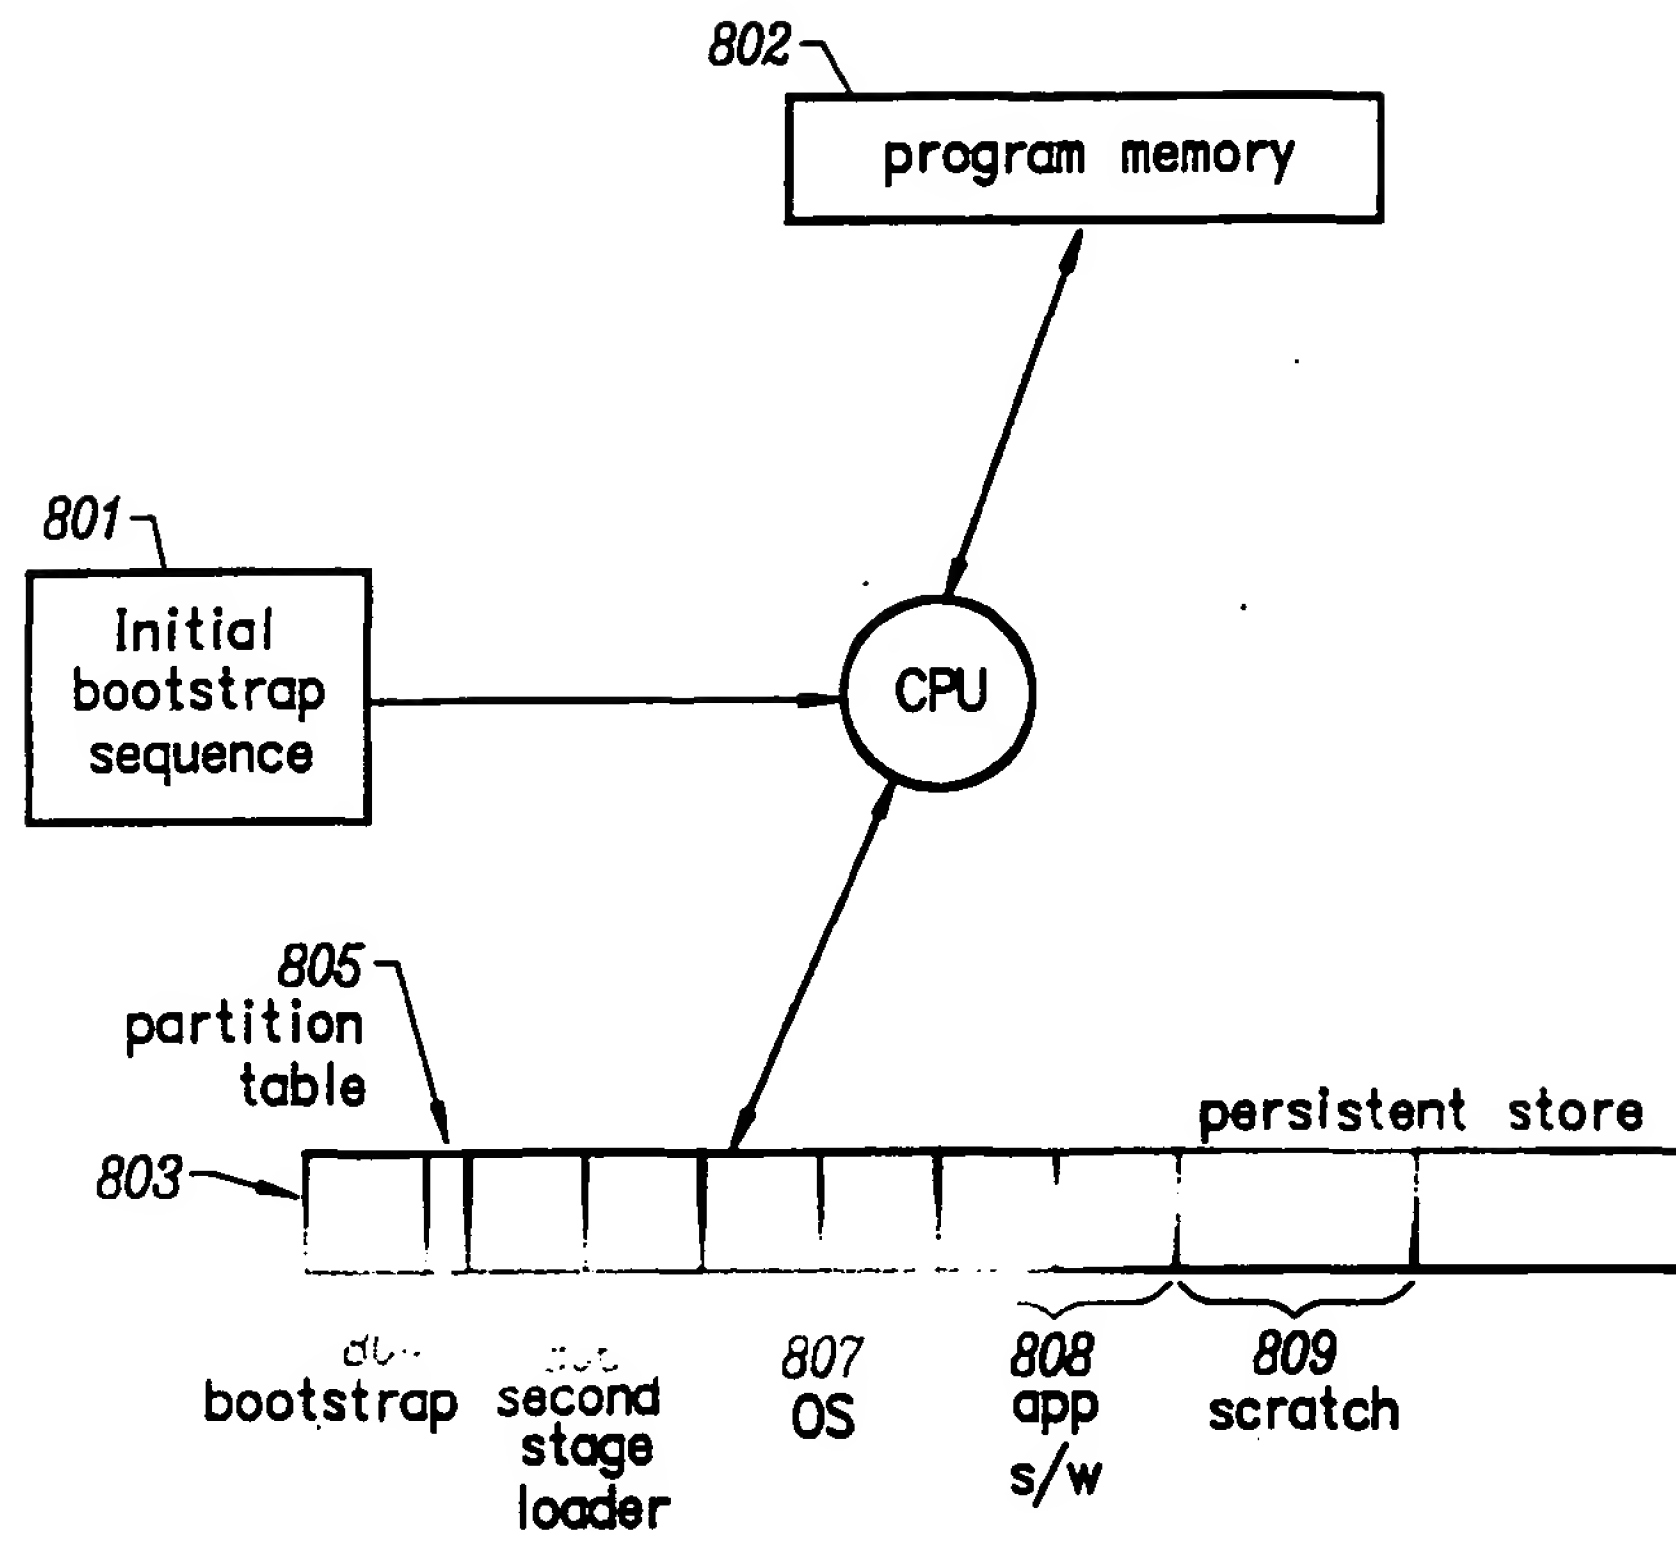 802
program memory
801
Initial
bootstrap
sequence
CPU
805
partition
table
persistent store
803
807
808
809
bootstrap
second
stage
loader
OS
app
s/w
scratch